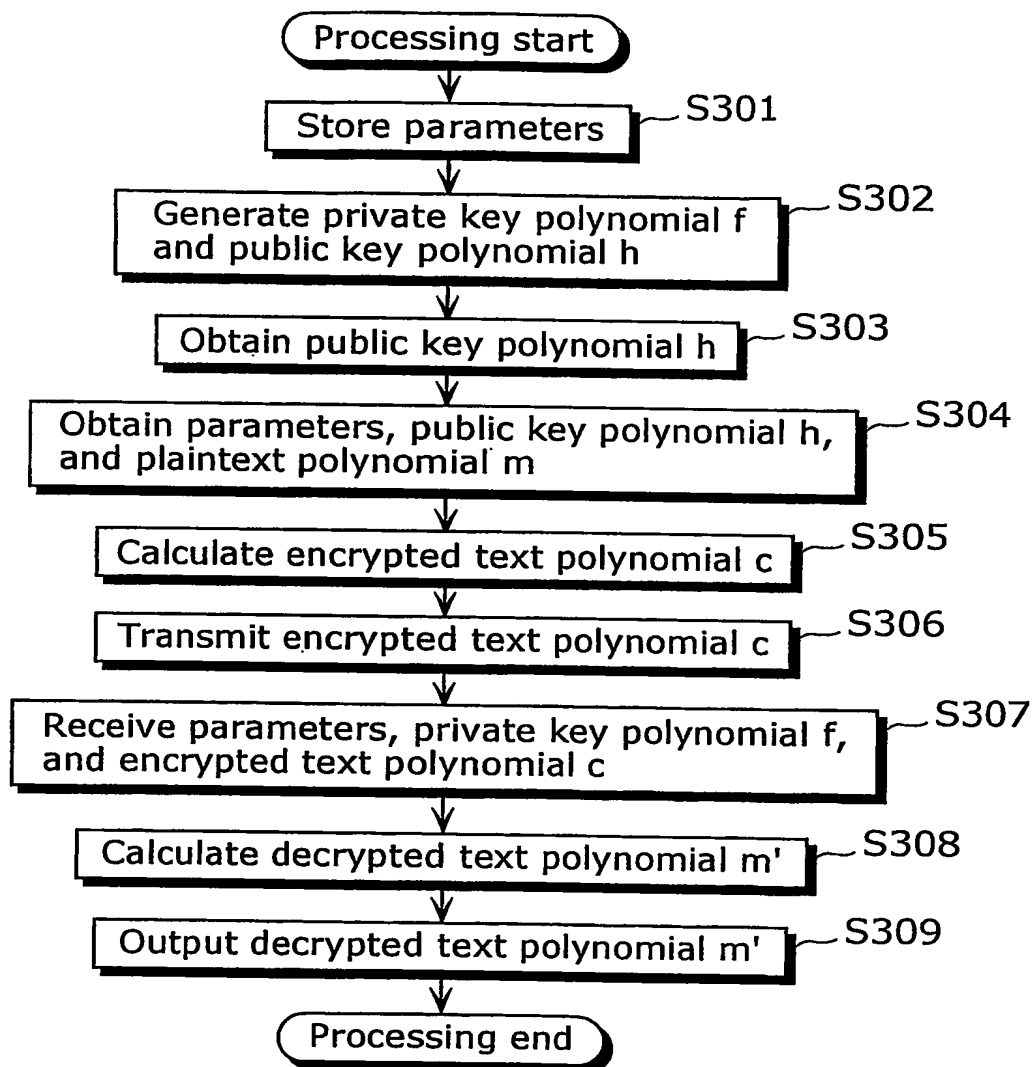 Processing start
Store parameters
S301
Generate private key polynomial f
and public key polynomial h
S302
Obtain public key polynomial h
S303
Obtain parameters, public key polynomial h,
and plaintext polynomial m
S304
Calculate encrypted text polynomial c
S305
Transmit encrypted text polynomial c
S306
Receive parameters, private key polynomial f,
and encrypted text polynomial c
S307
Calculate decrypted text polynomial m'
S308
Output decrypted text polynomial m'
S309
Processing end